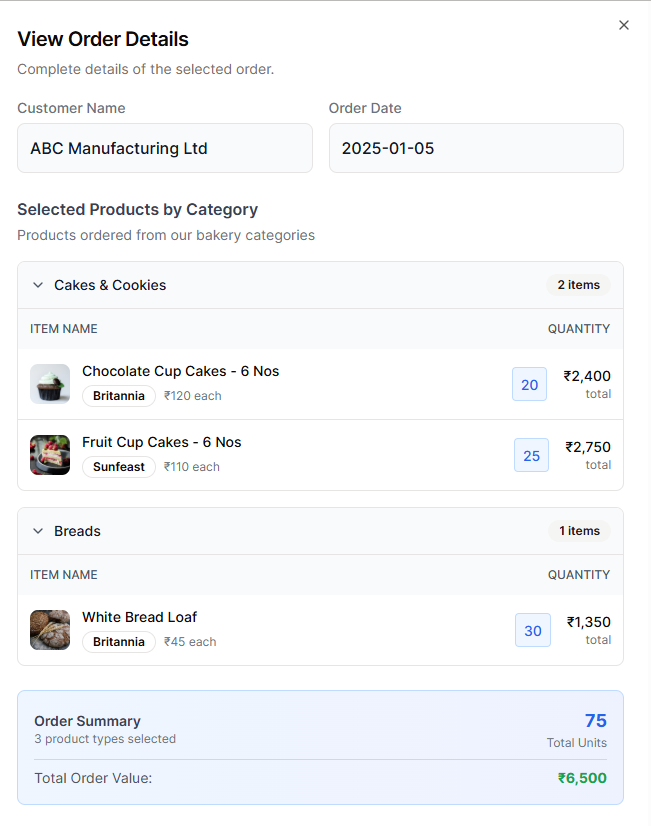 View Order Details
Complete details of the selected order.
Customer Name
Order Date
ABC Manufacturing Ltd
2025-01-05
Selected Products by Category
Products ordered from our bakery categories
Cakes & Cookies
2 items
ITEM NAME
QUANTITY
Chocolate Cup Cakes - 6 Nos
Britannia ₹120 each
20
₹2,400
total
Fruit Cup Cakes - 6 Nos
Sunfeast ₹110 each
25
₹2,750
total
Breads
1 items
ITEM NAME
QUANTITY
White Bread Loaf
Britannia ₹45 each
30
₹1,350
total
Order Summary
3 product types selected
75
Total Units
Total Order Value:
₹6,500